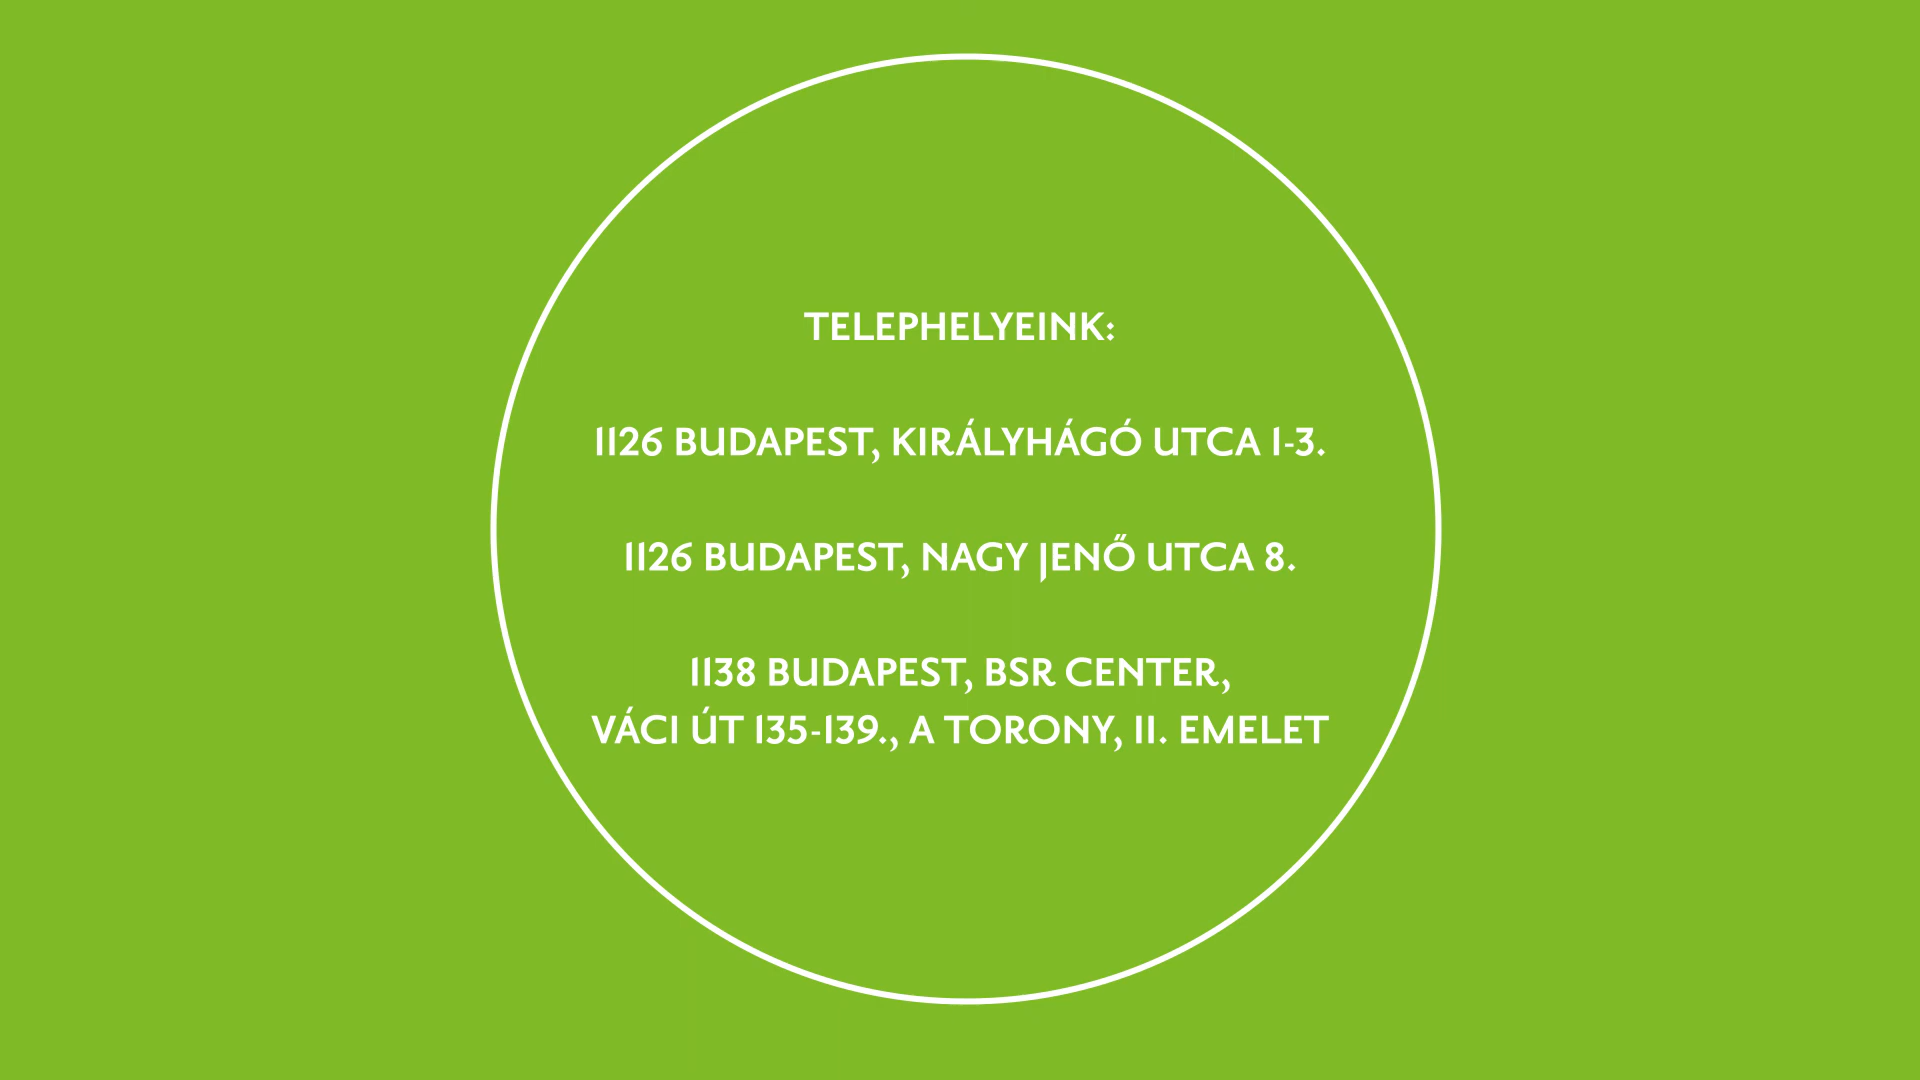 TELEPHELYEINK:
1126 BUDAPEST, KIRÁLYHÁGÓ UTCA 1-3.
1126 BUDAPEST, NAGY JENŐ UTCA 8.
1138 BUDAPEST, BSR CENTER,
VÁCI ÚT 135-139., A TORONY, II. EMELET